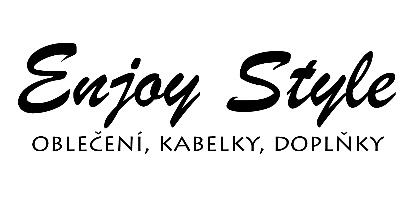 Enjoy Style
OBLEČENÍ, KABELKY, DOPLŇKY